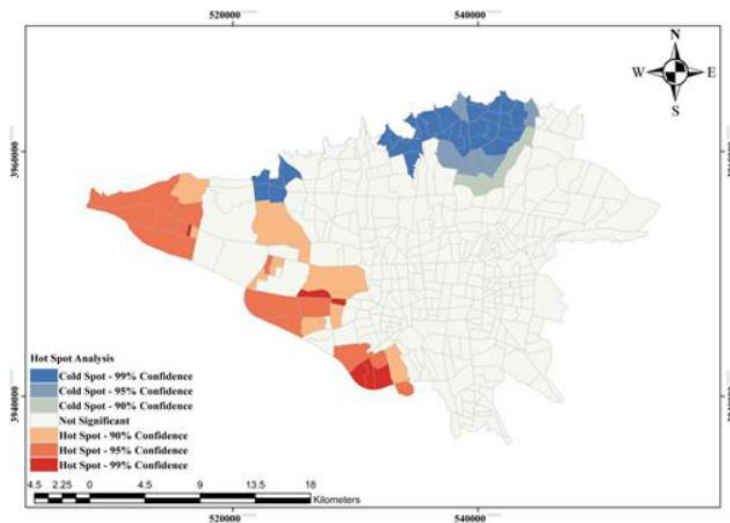 520000 540000
N
W E
S
3960000
Hot Spot Analysis
Cold Spot - 99% Confidence
Cold Spot - 95% Confidence
Cold Spot - 90% Confidence
Not Significant
Hot Spot - 90% Confidence
Hot Spot - 95% Confidence
Hot Spot - 99% Confidence
3940000
4.5 2.25 0 4.5 9 13.5 18
Kilometers
520000 540000